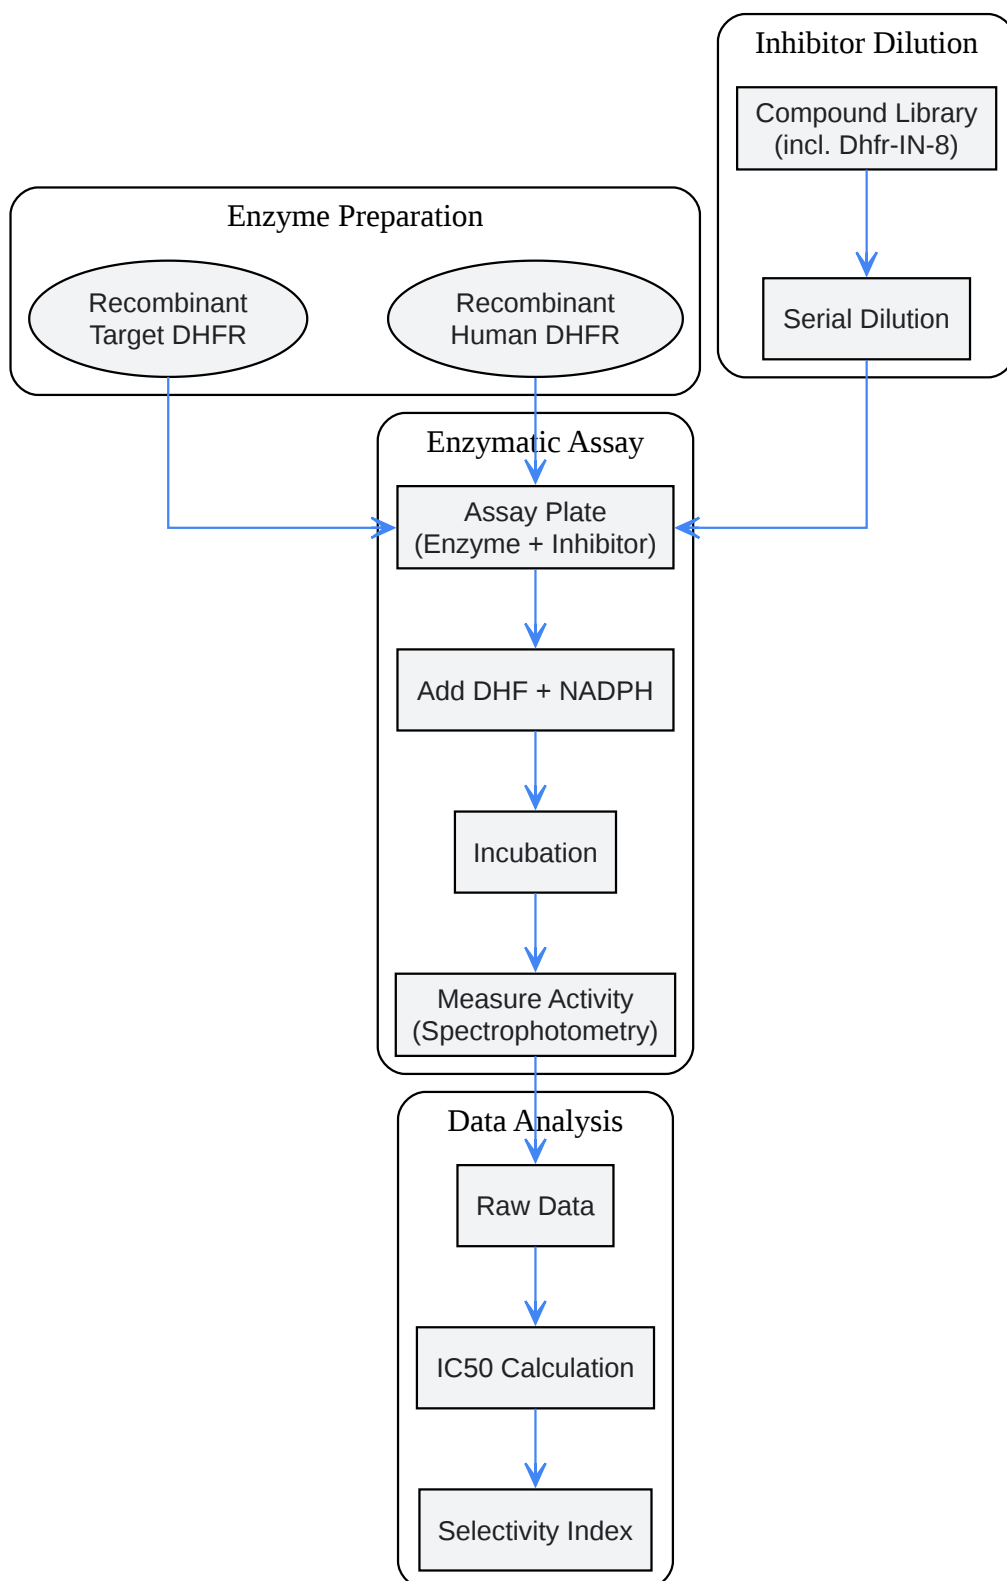 Inhibitor Dilution
Compound Library
(incl. Dhfr-IN-8)
Serial Dilution
Enzyme Preparation
Recombinant
Target DHFR
Recombinant
Human DHFR
Enzymatic Assay
Assay Plate
(Enzyme + Inhibitor)
Add DHF + NADPH
Incubation
Measure Activity
(Spectrophotometry)
Data Analysis
Raw Data
IC50 Calculation
Selectivity Index